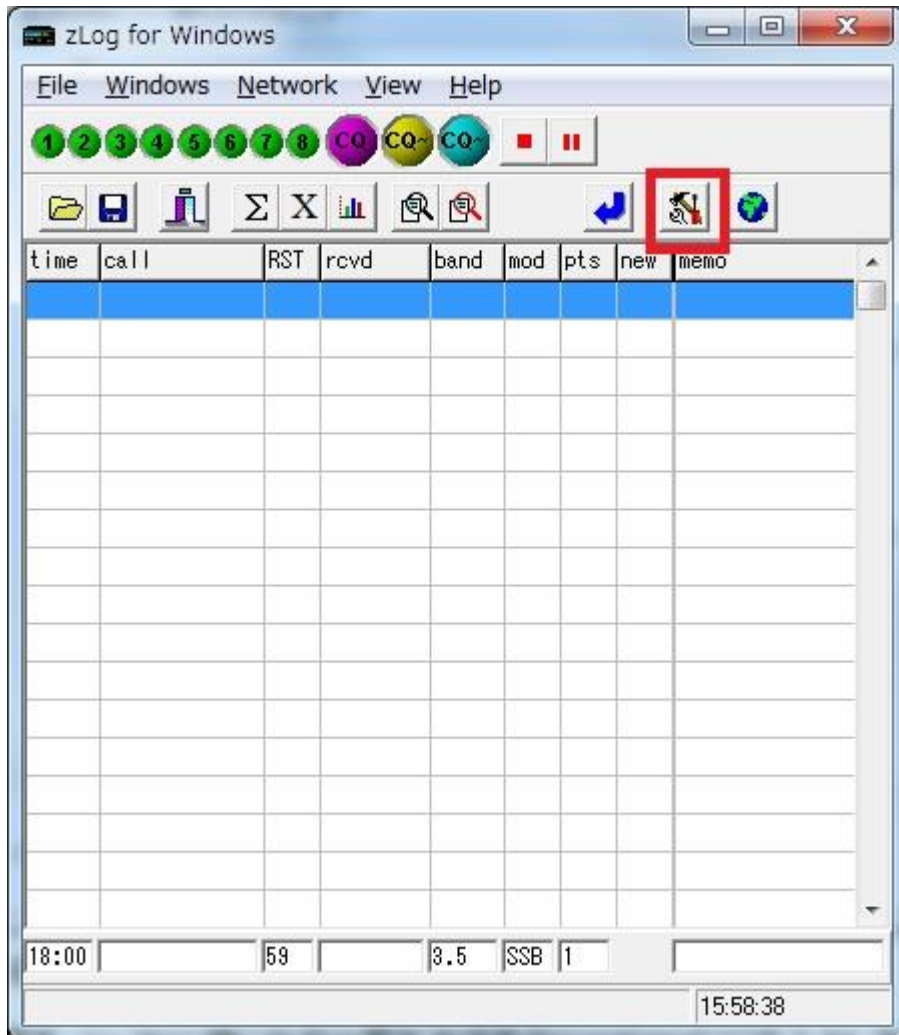 zLog for Windows
File Windows Network View Help
1 2 3 4 5 6 7 8 CQ CQ~ CQ~
Σ X
time call RST rcvd band mod pts new memo
18:00 59 3.5 SSB 1
15:58:38